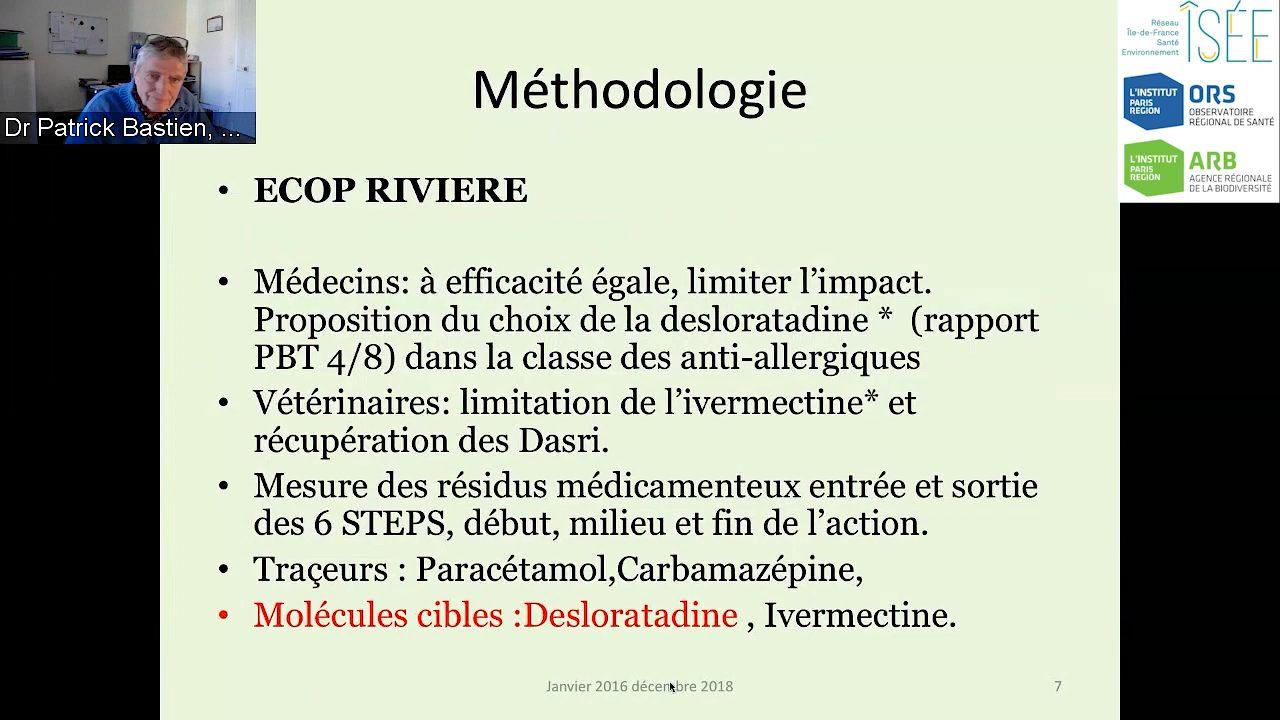 Dr Patrick Bastien, ...
Réseau
Île-de-France
Santé
Environnement
ÎSÉE
L'INSTITUT
PARIS
REGION
ORS
OBSERVATOIRE
RÉGIONAL DE SANTÉ
L'INSTITUT
PARIS
REGION
ARB
AGENCE RÉGIONALE
DE LA BIODIVERSITÉ
Méthodologie
• ECOP RIVIERE
• Médecins: à efficacité égale, limiter l’impact.
Proposition du choix de la desloratadine * (rapport
PBT 4/8) dans la classe des anti-allergiques
• Vétérinaires: limitation de l’ivermectine* et
récupération des Dasri.
• Mesure des résidus médicamenteux entrée et sortie
des 6 STEPS, début, milieu et fin de l’action.
• Traçeurs : Paracétamol,Carbamazépine,
• Molécules cibles :Desloratadine , Ivermectine.
Janvier 2016 décembre 2018
7